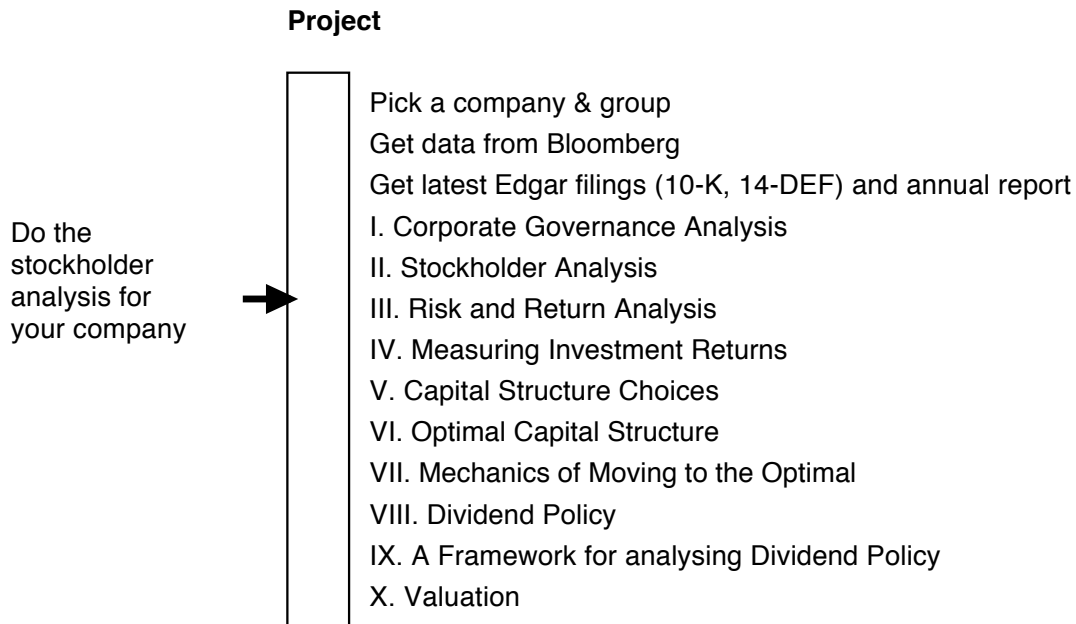 Project
Pick a company & group
Get data from Bloomberg
Get latest Edgar filings (10-K, 14-DEF) and annual report
Do the
stockholder
analysis for
your company
I. Corporate Governance Analysis
II. Stockholder Analysis
III. Risk and Return Analysis
IV. Measuring Investment Returns
V. Capital Structure Choices
VI. Optimal Capital Structure
VII. Mechanics of Moving to the Optimal
VIII. Dividend Policy
IX. A Framework for analysing Dividend Policy
X. Valuation